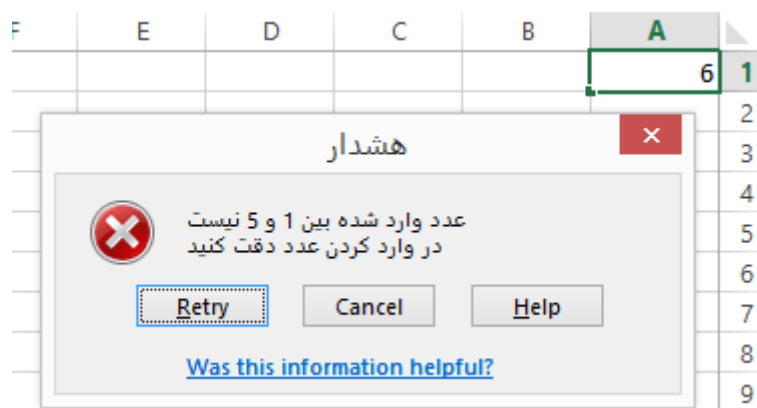 F E D C B A
6 1
2
هشدار
3
4
عدد وارد شده بین 1 و 5 نیست
5
در وارد کردن عدد دقت کنید
6
Retry Cancel Help
7
Was this information helpful?
8
9